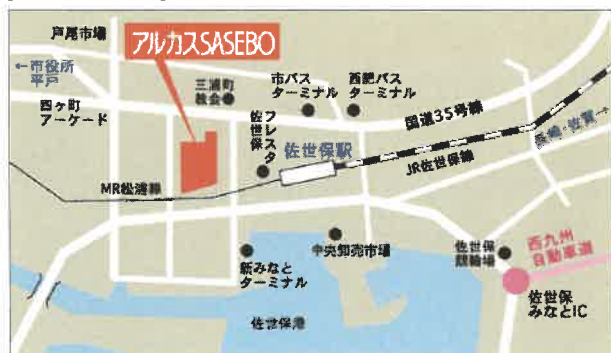 戸尾市場
アルカスSASEBO
←市役所
平戸
三浦町
教会
市バス
ターミナル
西肥バス
ターミナル
四ヶ町
アーケード
国道35号線
フレスタ
佐世保
佐世保駅
長崎・佐賀→
JR佐世保線
MR松浦線
中央卸売市場
佐世保
競輪場
西九州
自動車道
新みなと
ターミナル
佐世保
みなとIC
佐世保港